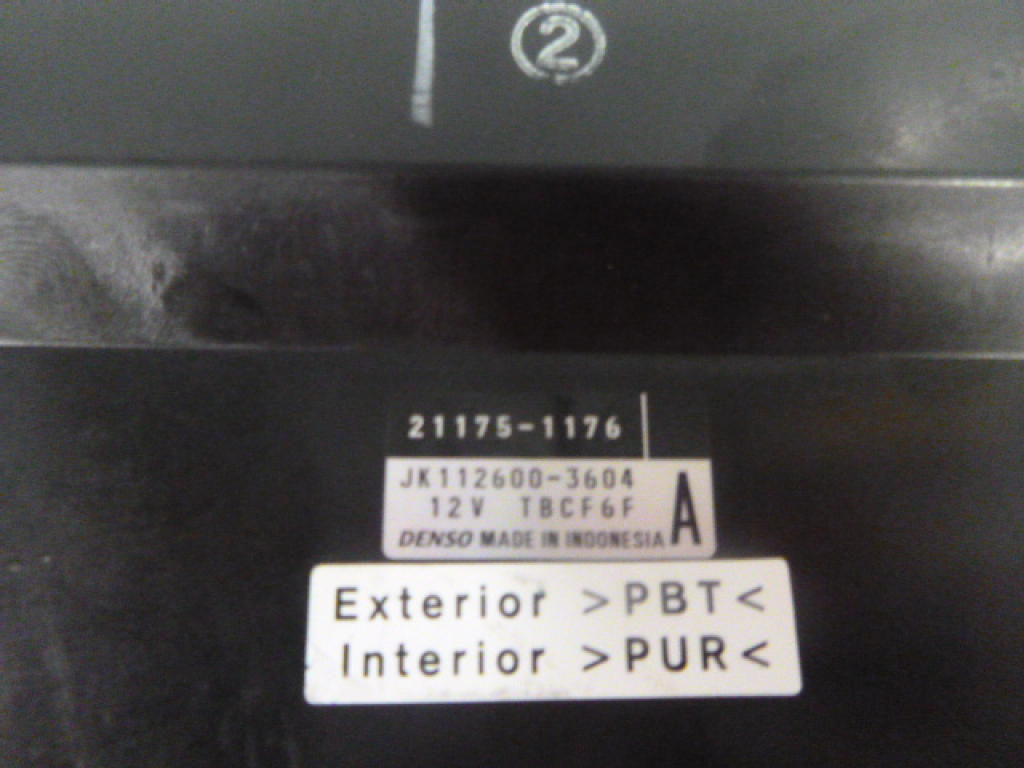 2
21175-1176
JK112600-3604
12V TBCF6F
A
DENSO MADE IN INDONESIA
Exterior >PBT<
Interior >PUR<